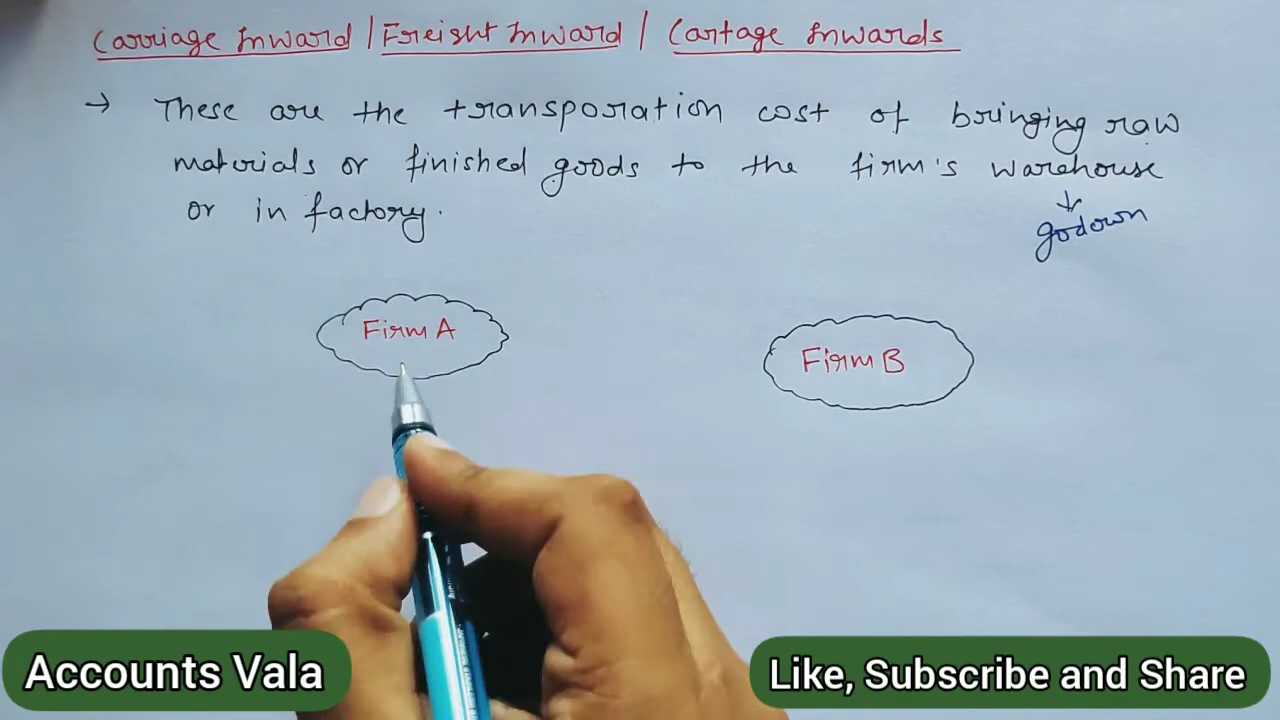 Carriage Inward / Freight Inward / Cartage Inwards
→ These are the transporation cost of bringing raw
materials or finished goods to the firm's warehouse
or in factory.
godown
Firm A
Firm B
Accounts Vala
Like, Subscribe and Share